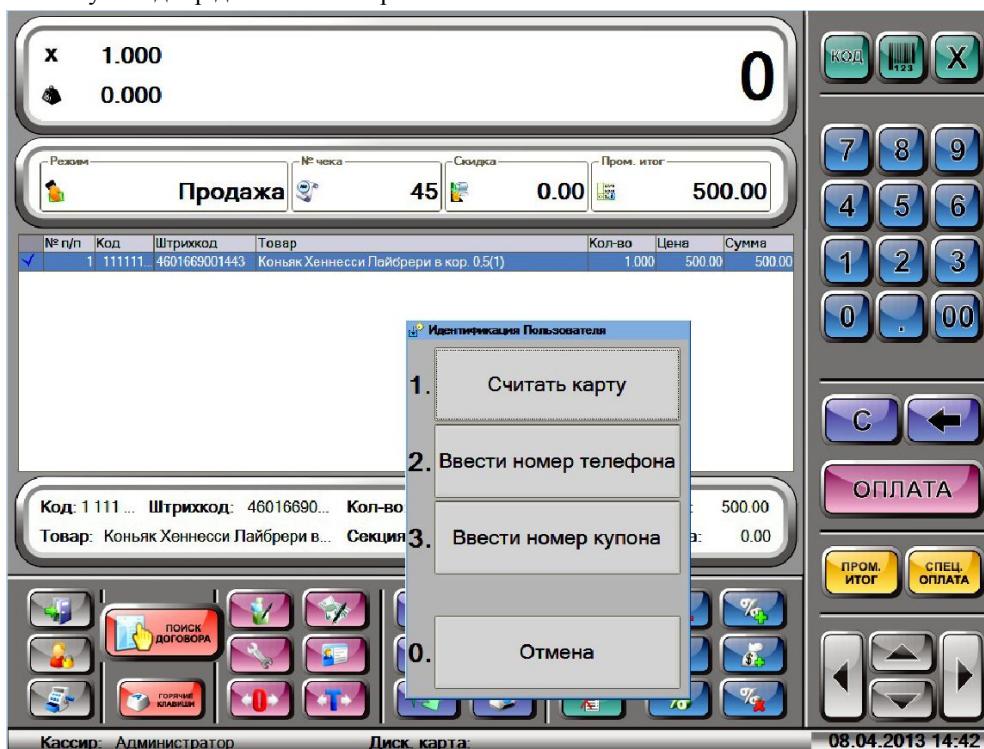 x 1.000
0.000
0
Режим
Продажа
№ чека
45
Скидка
0.00
Пром. итог
500.00
№ п/п Код Штрихкод Товар Кол-во Цена Сумма
1 111111... 4601669001443 Коньяк Хеннесси Лайбрери в кор. 0,5(1) 1.000 500.00 500.00
Идентификация Пользователя
1. Считать карту
2. Ввести номер телефона
3. Ввести номер купона
0. Отмена
Код: 1 111 ... Штрихкод: 46016690... Кол-во 500.00
Товар: Коньяк Хеннесси Лайбрери в... Секция 0.00
ПОИСК
ДОГОВОРА
ГОРЯЧИЕ
КЛАВИШИ
0
Т
КОД 123 X
7 8 9
4 5 6
1 2 3
0 . 00
C
ОПЛАТА
ПРОМ.
ИТОГ
СПЕЦ.
ОПЛАТА
Кассир: Администратор Диск. карта: 08.04.2013 14:42